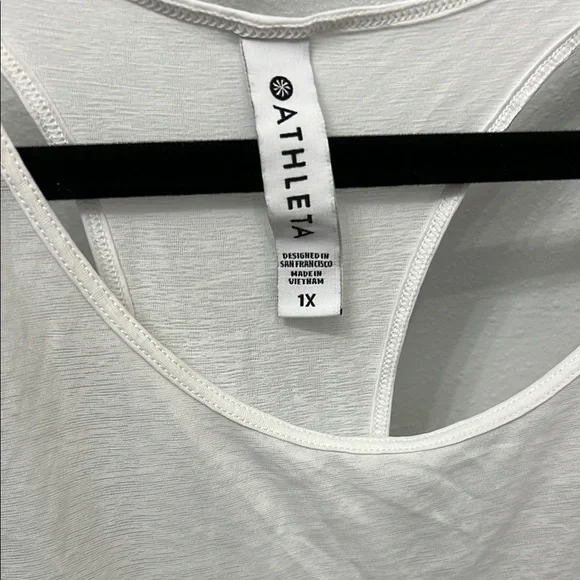 ATHLETA
DESIGNED IN
SAN FRANCISCO
MADE IN
VIETNAM
1X